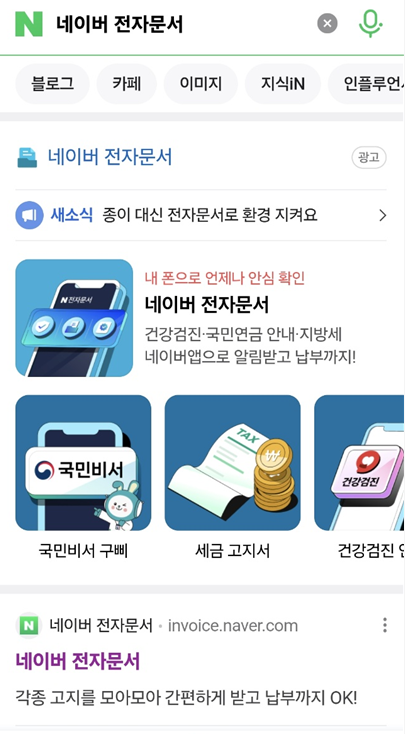 N 네이버 전자문서
블로그 카페 이미지 지식iN 인플루언
네이버 전자문서 광고
새소식 종이 대신 전자문서로 환경 지켜요
N 전자문서
내 폰으로 언제나 안심 확인
네이버 전자문서
건강검진·국민연금 안내·지방세
네이버앱으로 알림받고 납부까지!
국민비서
TAX
건강검진
국민비서 구삐 세금 고지서 건강검진
N 네이버 전자문서 · invoice.naver.com
네이버 전자문서
각종 고지를 모아모아 간편하게 받고 납부까지 OK!